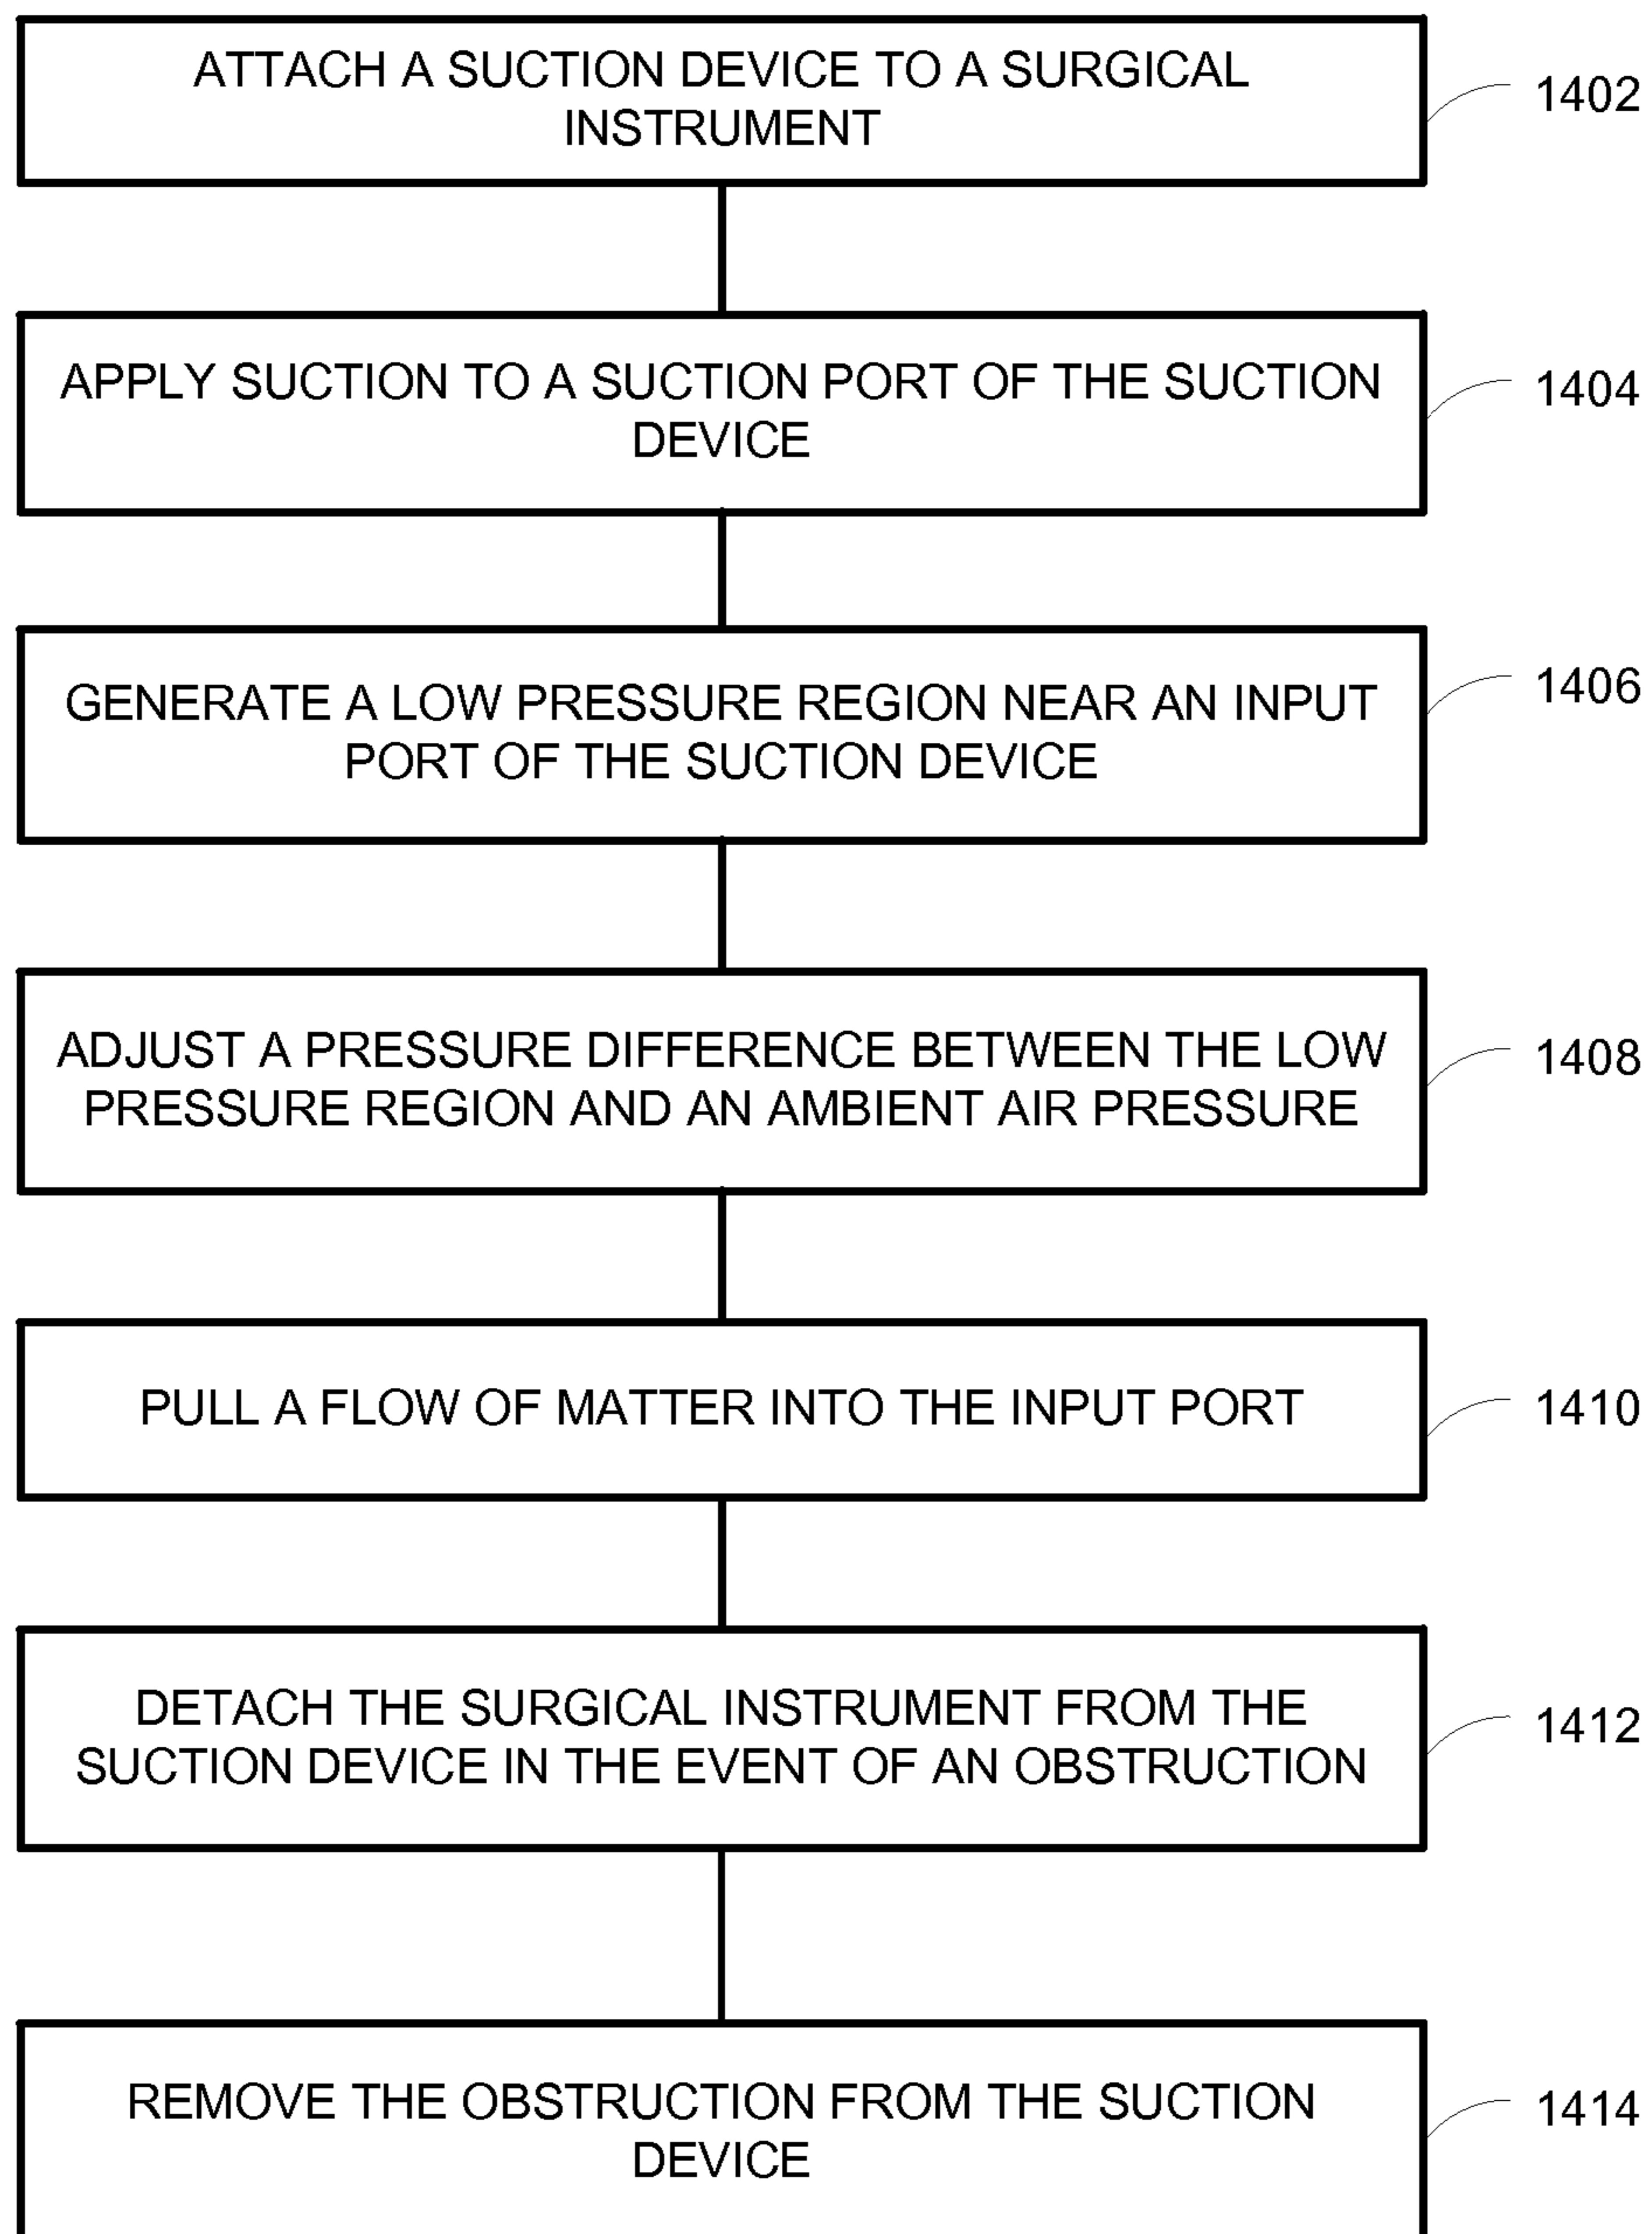 ATTACH A SUCTION DEVICE TO A SURGICAL
INSTRUMENT
1402
APPLY SUCTION TO A SUCTION PORT OF THE SUCTION
DEVICE
1404
GENERATE A LOW PRESSURE REGION NEAR AN INPUT
PORT OF THE SUCTION DEVICE
1406
ADJUST A PRESSURE DIFFERENCE BETWEEN THE LOW
PRESSURE REGION AND AN AMBIENT AIR PRESSURE
1408
PULL A FLOW OF MATTER INTO THE INPUT PORT
1410
DETACH THE SURGICAL INSTRUMENT FROM THE
SUCTION DEVICE IN THE EVENT OF AN OBSTRUCTION
1412
REMOVE THE OBSTRUCTION FROM THE SUCTION
DEVICE
1414